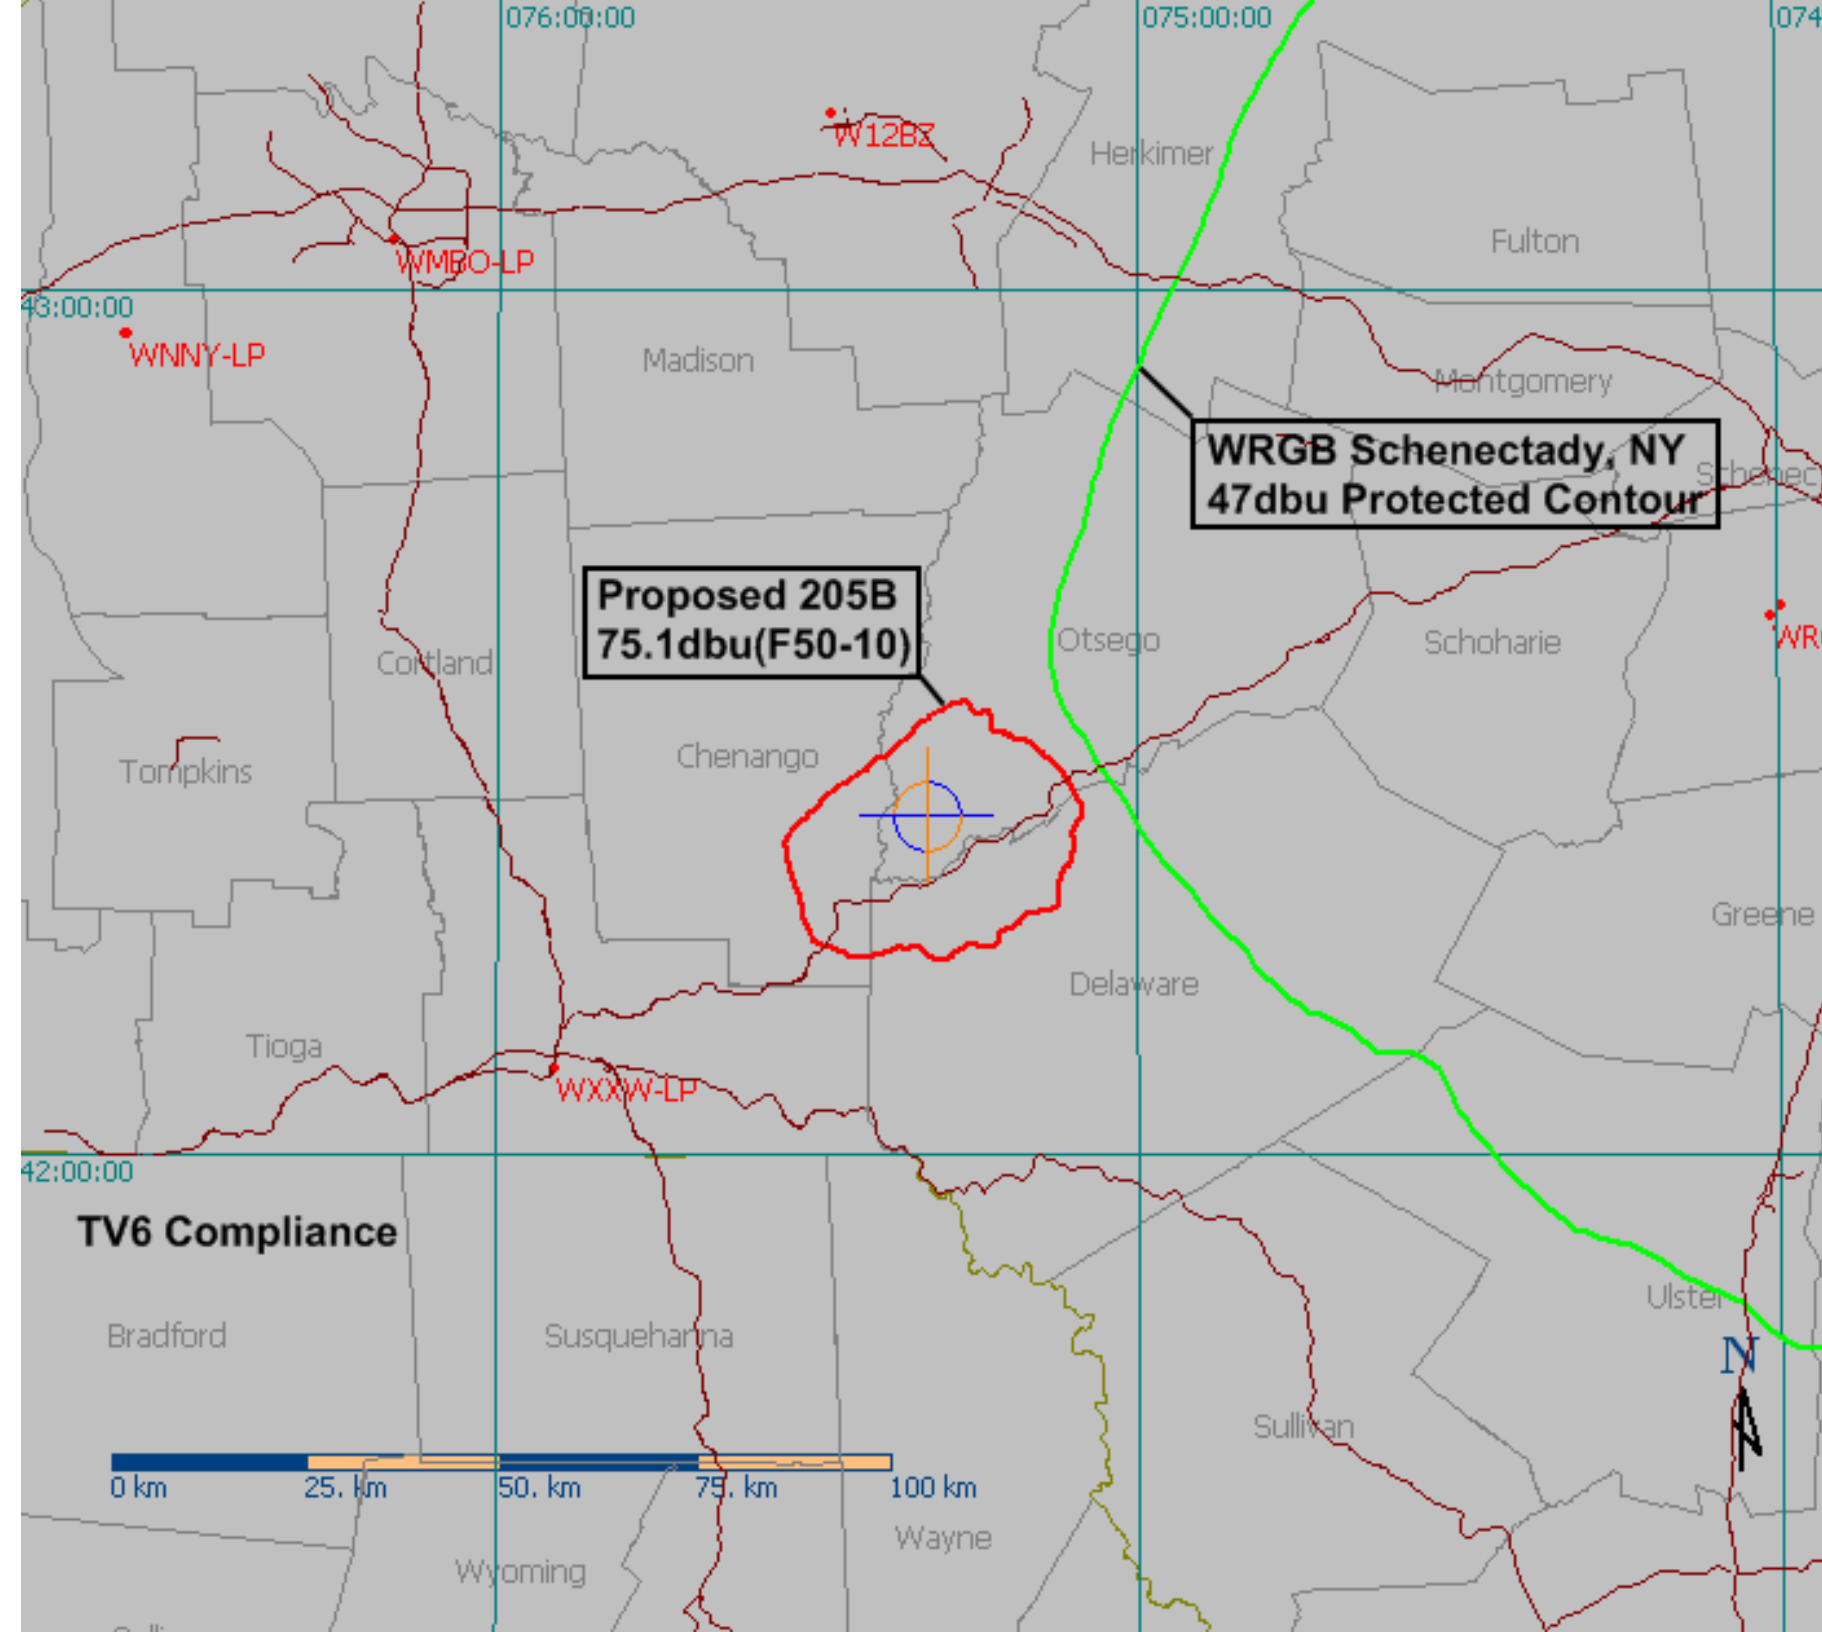 076:00:00
075:00:00
074
W12BZ
Herkimer
Fulton
WMBO-LP
43:00:00
WNNY-LP
Madison
Montgomery
WRGB Schenectady, NY
47dbu Protected Contour
Schenec
Proposed 205B
75.1dbu(F50-10)
Otsego
Schoharie
WR
Cortland
Chenango
Tompkins
Greene
Delaware
Tioga
WXXW-LP
42:00:00
TV6 Compliance
Ulster
Bradford
Susquehanna
N
Sullivan
0 km
25. km
50. km
75. km
100 km
Wayne
Wyoming